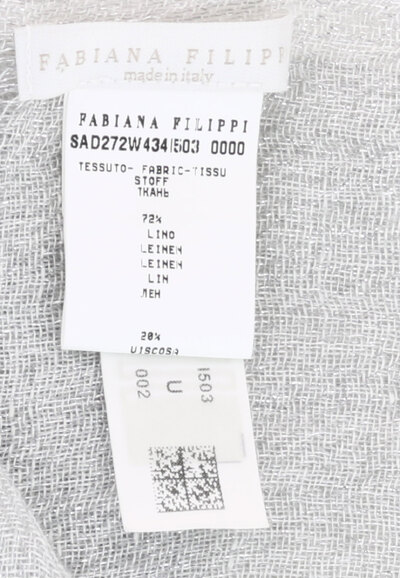 FABIANA FILIPPI
made in italy
FABIANA FILIPPI
SAD272W434I503 0000
TESSUTO- FABRIC-TISSU
STOFF
ТКАНЬ
72%
LINO
LEINEN
LEINEN
LIN
ЛЕН
20%
VISCOSA
I503
U
002